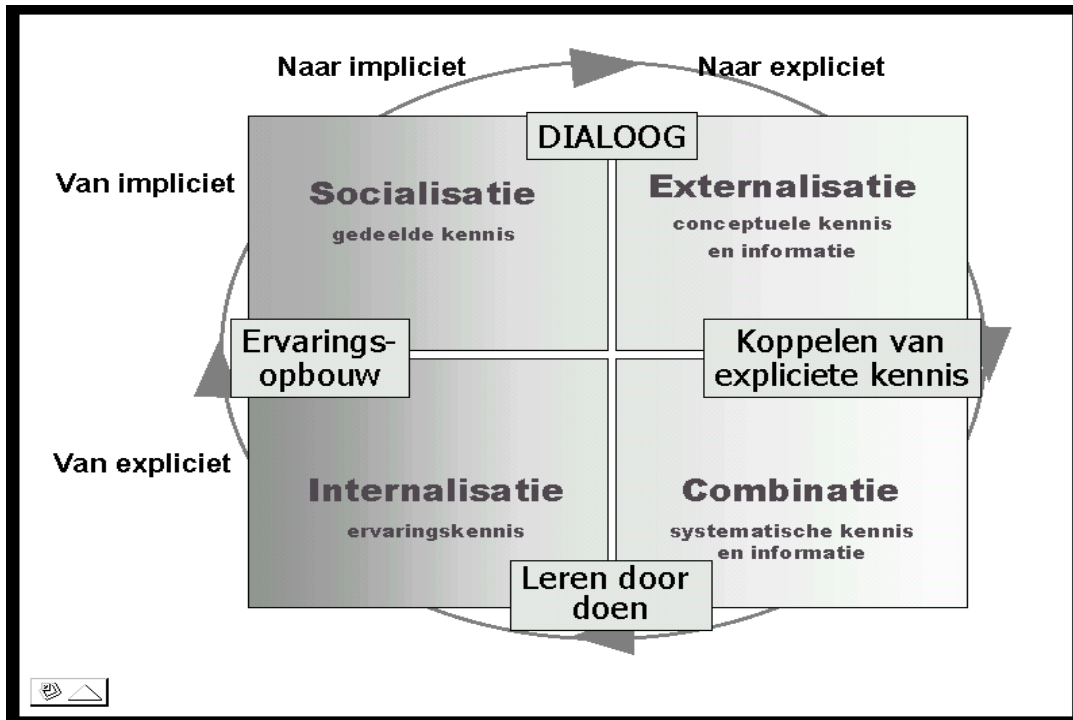 Naar impliciet
Naar expliciet
DIALOOG
Van impliciet
Socialisatie
gedeelde kennis
Externalisatie
conceptuele kennis
en informatie
Ervarings-
opbouw
Koppelen van
expliciete kennis
Van expliciet
Internalisatie
ervaringskennis
Combinatie
systematische kennis
en informatie
Leren door
doen